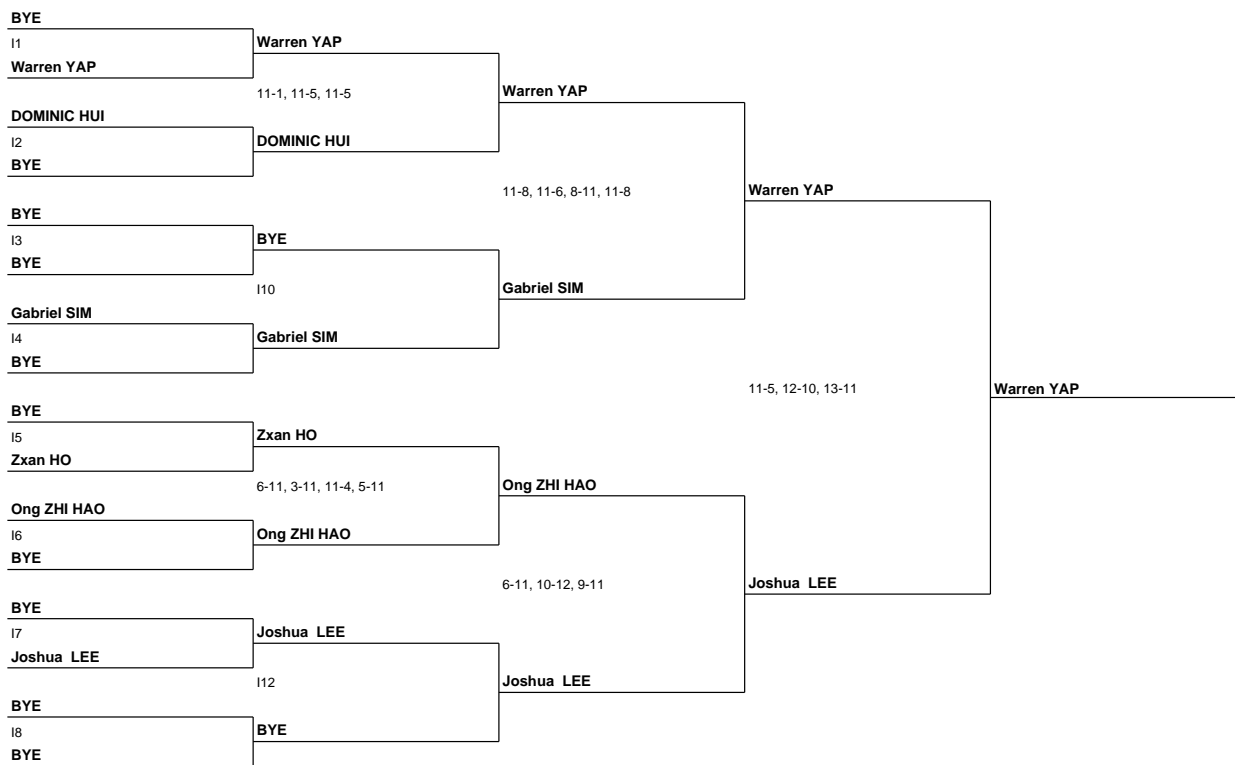 BYE
I1
Warren YAP
Warren YAP
11-1, 11-5, 11-5
Warren YAP
DOMINIC HUI
I2
DOMINIC HUI
BYE
11-8, 11-6, 8-11, 11-8
Warren YAP
BYE
I3
BYE
BYE
I10
Gabriel SIM
Gabriel SIM
I4
Gabriel SIM
BYE
11-5, 12-10, 13-11
Warren YAP
BYE
I5
Zxan HO
Zxan HO
6-11, 3-11, 11-4, 5-11
Ong ZHI HAO
Ong ZHI HAO
I6
Ong ZHI HAO
BYE
6-11, 10-12, 9-11
Joshua  LEE
BYE
I7
Joshua  LEE
Joshua  LEE
I12
Joshua  LEE
BYE
I8
BYE
BYE